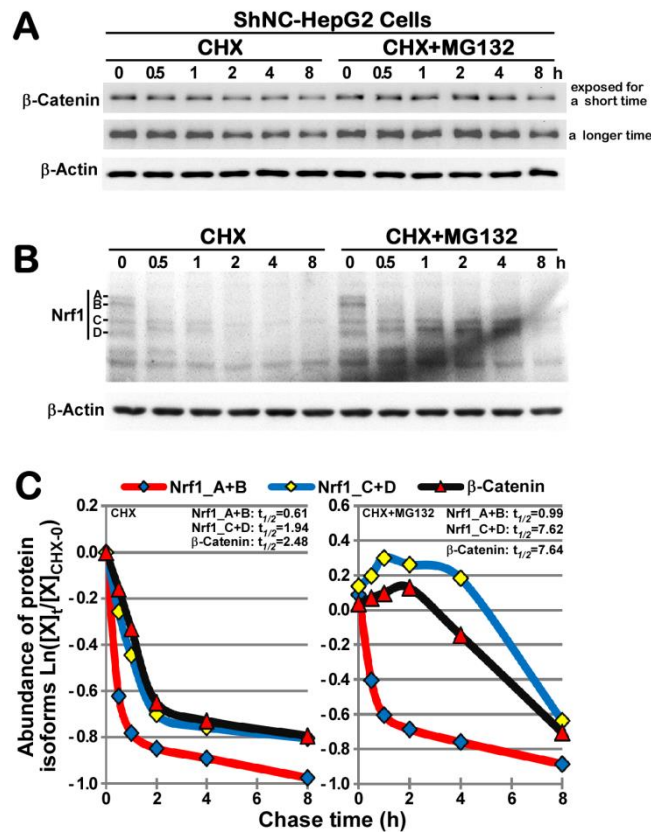 A
ShNC-HepG2 Cells
CHX CHX+MG132
0 0.5 1 2 4 8 0 0.5 1 2 4 8 h
β-Catenin
exposed for
a short time
a longer time
β-Actin
B
CHX CHX+MG132
0 0.5 1 2 4 8 0 0.5 1 2 4 8 h
Nrf1
A
B
C
D
β-Actin
C
Nrf1_A+B Nrf1_C+D β-Catenin
Abundance of protein
isoforms Ln([X]t/[X]CHX-0)
0.2
0.0
-0.2
-0.4
-0.6
-0.8
-1.0
CHX
Nrf1_A+B: t1/2=0.61
Nrf1_C+D: t1/2=1.94
β-Catenin: t1/2=2.48
0 2 4 6 8
0.6
0.4
0.2
0.0
-0.2
-0.4
-0.6
-0.8
-1.0
CHX+MG132
Nrf1_A+B: t1/2=0.99
Nrf1_C+D: t1/2=7.62
β-Catenin: t1/2=7.64
0 2 4 6 8
Chase time (h)